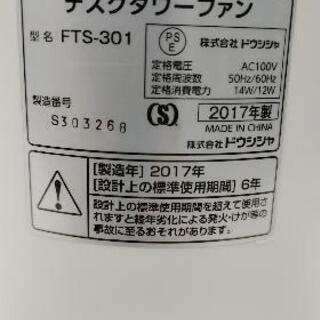 デスクタワーファン
型名 FTS-301
PS
E
株式会社ドウシシャ
定格電圧 AC100V
定格周波数 50Hz/60Hz
定格消費電力 14W/12W
製造番号
S303268
S
2017年製
MADE IN CHINA
株式会社ドウシシャ
【製造年】2017年
【設計上の標準使用期間】6年
設計上の標準使用期間を超えて使用さ
れますと経年劣化による発火・けが等の
事故に至るおそれがあります。